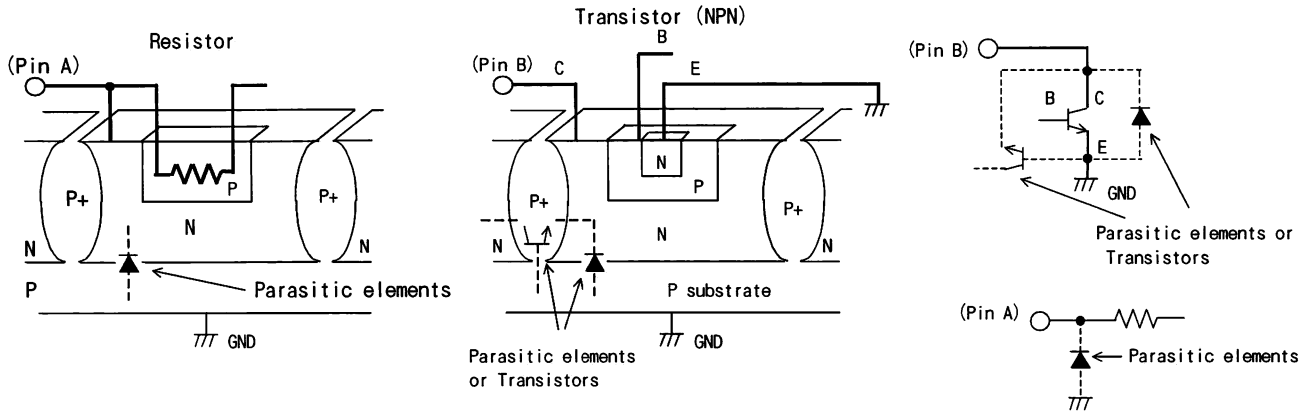 Resistor
(Pin A)
P
P+
P+
N
N
N
P
Parasitic elements
GND
Transistor (NPN)
B
(Pin B)
C
E
N
P
P+
P+
N
N
N
P substrate
GND
Parasitic elements
or Transistors
(Pin B)
B
C
E
GND
Parasitic elements or
Transistors
(Pin A)
Parasitic elements